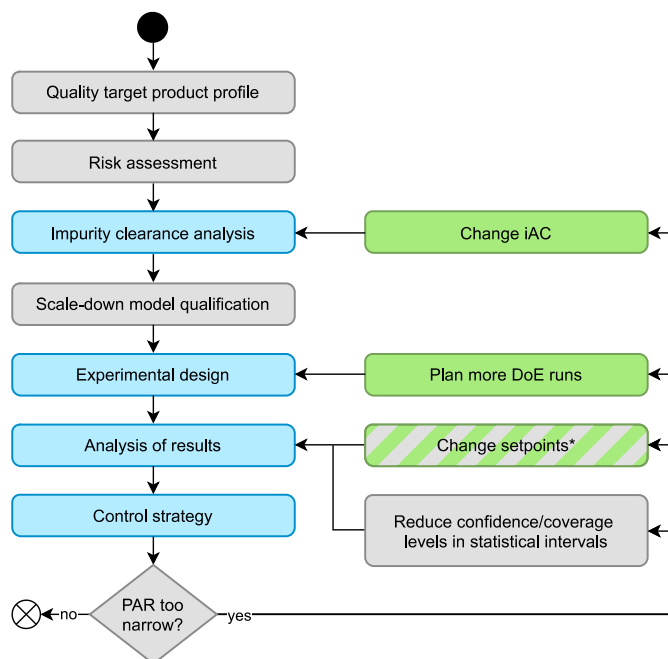 Quality target product profile
Risk assessment
Impurity clearance analysis
Change iAC
Scale-down model qualification
Experimental design
Plan more DoE runs
Analysis of results
Change setpoints*
Control strategy
Reduce confidence/coverage
levels in statistical intervals
PAR too
narrow?
no
yes